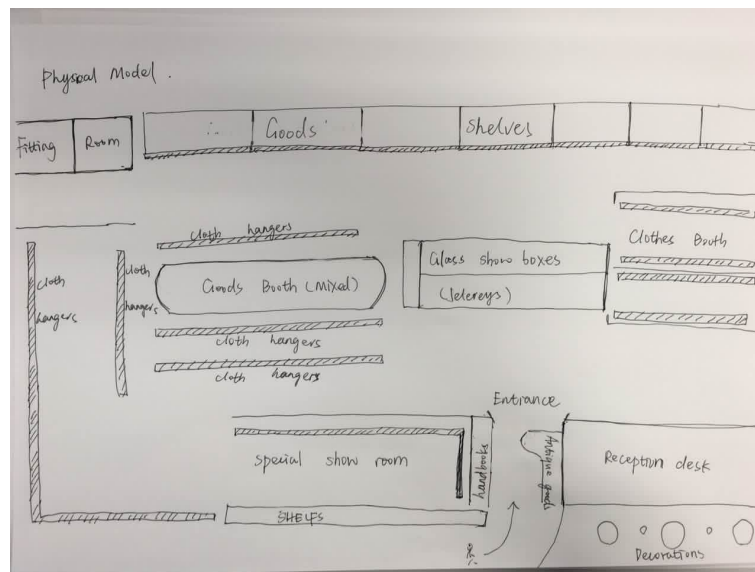 Physical Model.
Fitting Room
Goods Shelves
cloth hangers
Clothes Booth
cloth hangers
cloth hangers
Goods Booth (Mixed)
Glass show boxes
(Jelereys)
cloth hangers
cloth hangers
Entrance
special show room
handbooks
Antique goods
Reception desk
SHELFS
Decorations